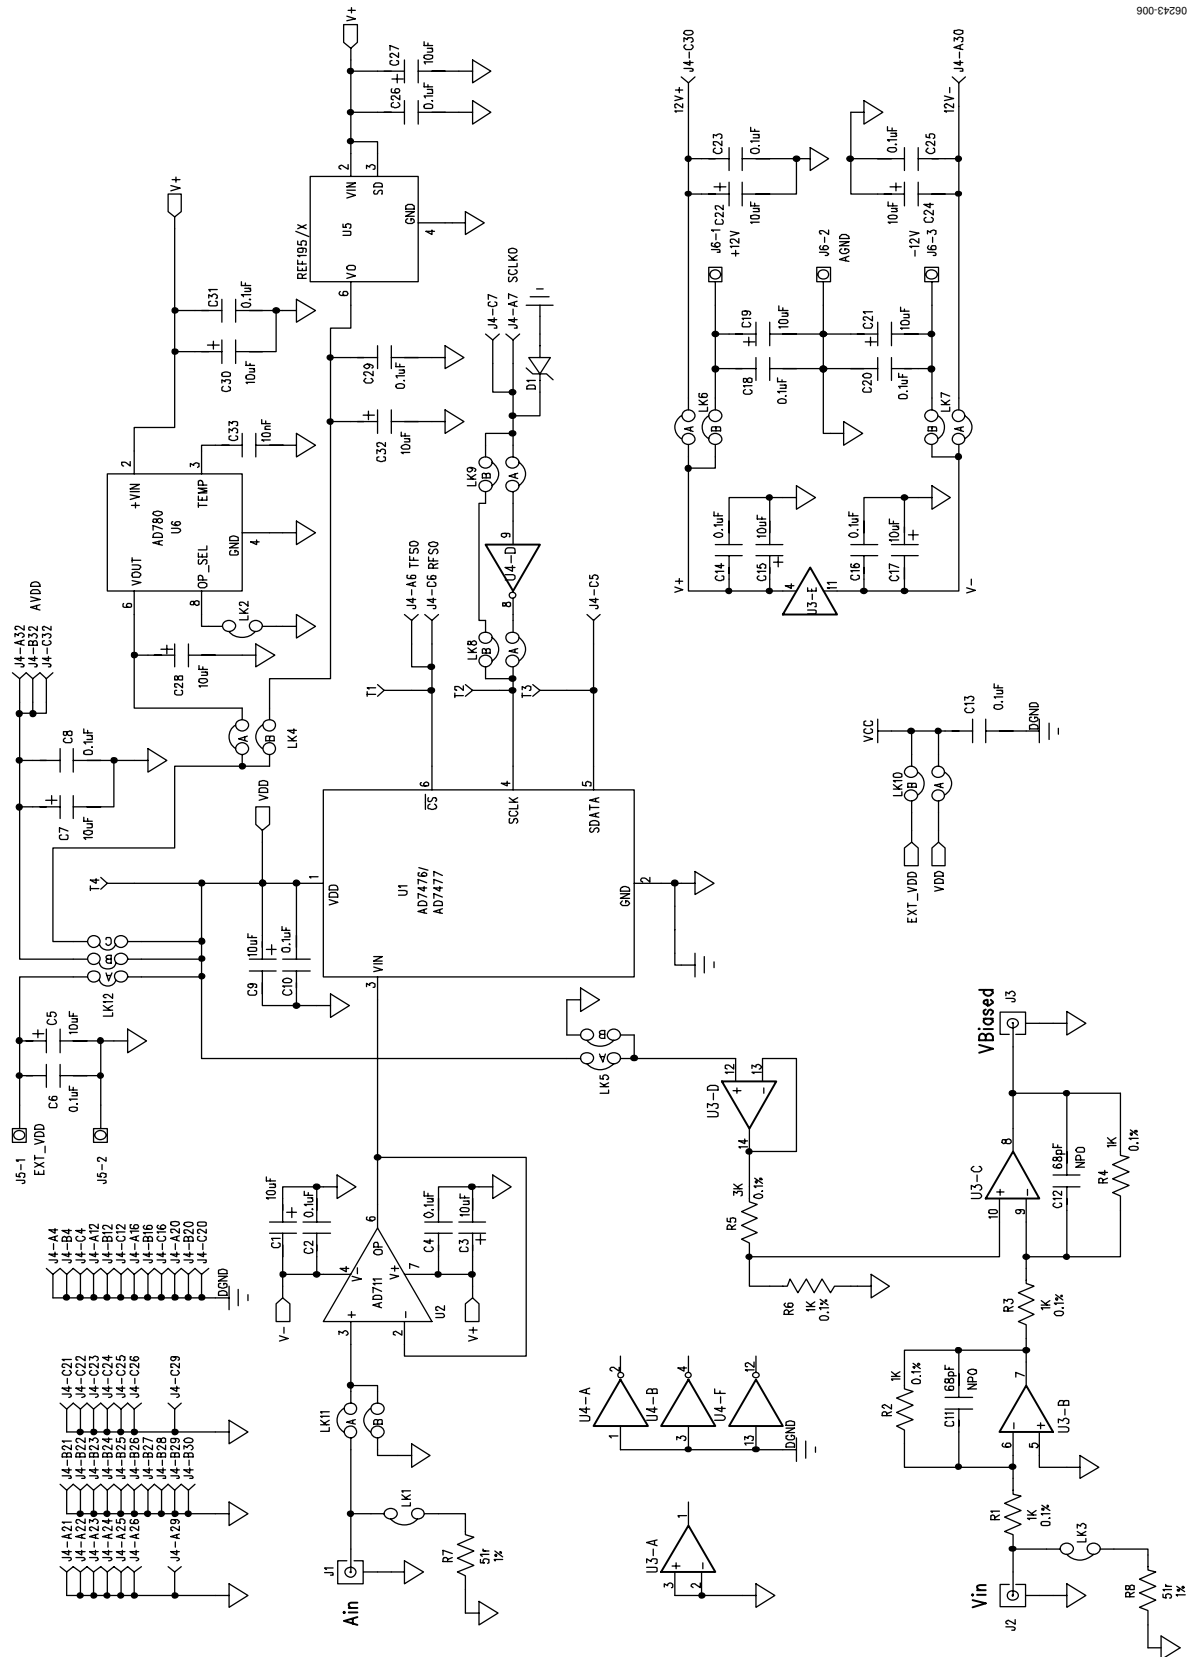 J5-1
EXT_VDD
J5-2
C6
0.1uF
C5
10uF
+
LK12
A
B
C
T4
VDD
C7
10uF
+
C8
0.1uF
J4-A32
J4-B32
J4-C32
AVDD
LK4
A
B
C28
10uF
+
LK2
VOUT
6
OP_SEL
8
AD780
U6
+VIN
2
TEMP
3
GND
4
C33
10nF
C30
10uF
+
C31
0.1uF
V+
REF195/X
VO
6
U5
VIN
2
SD
3
GND
4
C26
0.1uF
C27
10uF
+
V+
C32
10uF
+
C29
0.1uF
J4-A21
J4-A22
J4-A23
J4-A24
J4-A25
J4-A26
J4-A29
J4-B21
J4-B22
J4-B23
J4-B24
J4-B25
J4-B26
J4-B27
J4-B28
J4-B29
J4-B30
J4-C21
J4-C22
J4-C23
J4-C24
J4-C25
J4-C26
J4-C29
J4-A4
J4-B4
J4-C4
J4-A12
J4-B12
J4-C12
J4-A16
J4-B16
J4-C16
J4-A20
J4-B20
J4-C20
DGND
Ain
J1
LK1
R7
51r
1%
LK11
A
B
V-
C1
10uF
+
C2
0.1uF
3
+
2
-
4
V-
V+
7
AD711
U2
OP
6
V+
C4
0.1uF
C3
10uF
+
C9
10uF
+
C10
0.1uF
VDD
1
VIN
3
U1
AD7476/
AD7477
GND
2
CS
6
SCLK
4
SDATA
5
T1
T2
T3
J4-A6 TFS0
J4-C6 RFS0
J4-C5
LK8
B
A
8
U4-D
9
LK9
B
A
J4-C7
J4-A7 SCLK0
D1
LK5
A
B
U3-D
12
+
13
-
14
R5
3K
0.1%
R6
1K
0.1%
U4-A
1
2
U4-B
3
4
U4-F
13
12
DGND
U3-A
3
+
2
-
1
Vin
J2
LK3
R8
51r
1%
R1
1K
0.1%
R2
1K
0.1%
C11
68pF
NPO
6
-
5
+
7
U3-B
R3
1K
0.1%
U3-C
10
+
9
-
8
C12
68pF
NPO
R4
1K
0.1%
VBiased
J3
EXT_VDD
VDD
LK10
B
A
VCC
C13
0.1uF
DGND
V+
C14
0.1uF
C15
10uF
+
4
U3-E
11
C16
0.1uF
C17
10uF
+
V-
LK6
A
B
LK7
B
A
C18
0.1uF
C19
10uF
+
C20
0.1uF
C21
10uF
+
J6-1
+12V
J6-2
AGND
-12V
J6-3
C22
10uF
+
C23
0.1uF
C24
10uF
+
C25
0.1uF
12V+
J4-C30
12V-
J4-A30
06243-006